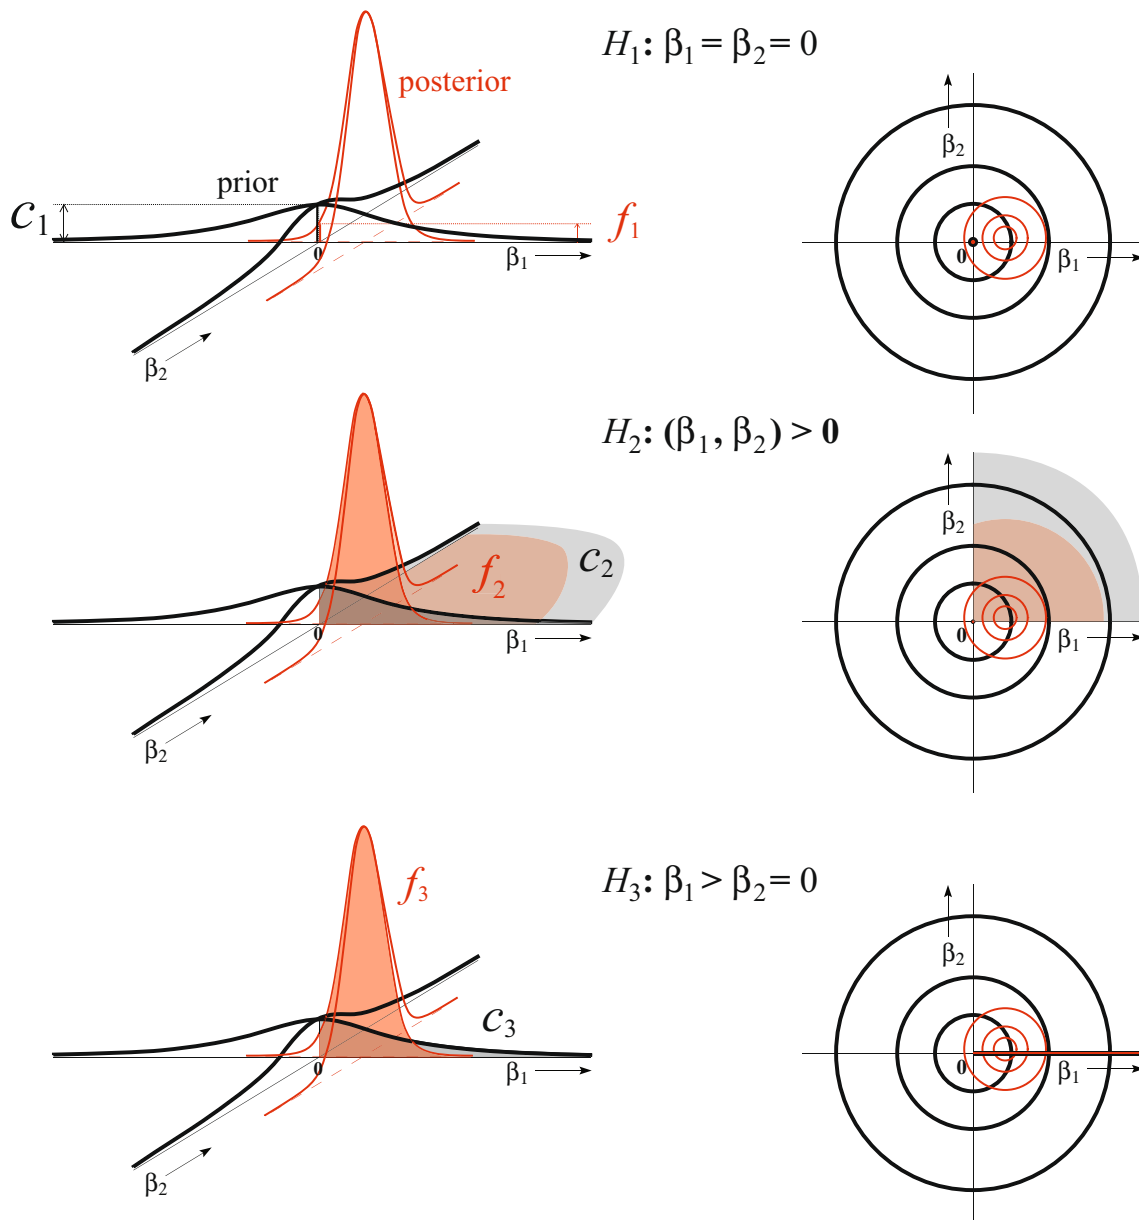 H₁: β₁ = β₂ = 0
posterior
prior
c₁
f₁
0
β₁
β₂
β₂
0
β₁
H₂: (β₁, β₂) > 0
f₂
c₂
0
β₁
β₂
β₂
0
β₁
H₃: β₁ > β₂ = 0
f₃
c₃
0
β₁
β₂
β₂
0
β₁